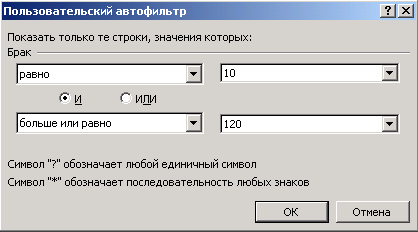 Пользовательский автофильтр
Показать только те строки, значения которых:
Брак
равно 10
И ИЛИ
больше или равно 120
Символ "?" обозначает любой единичный символ
Символ "*" обозначает последовательность любых знаков
ОК Отмена